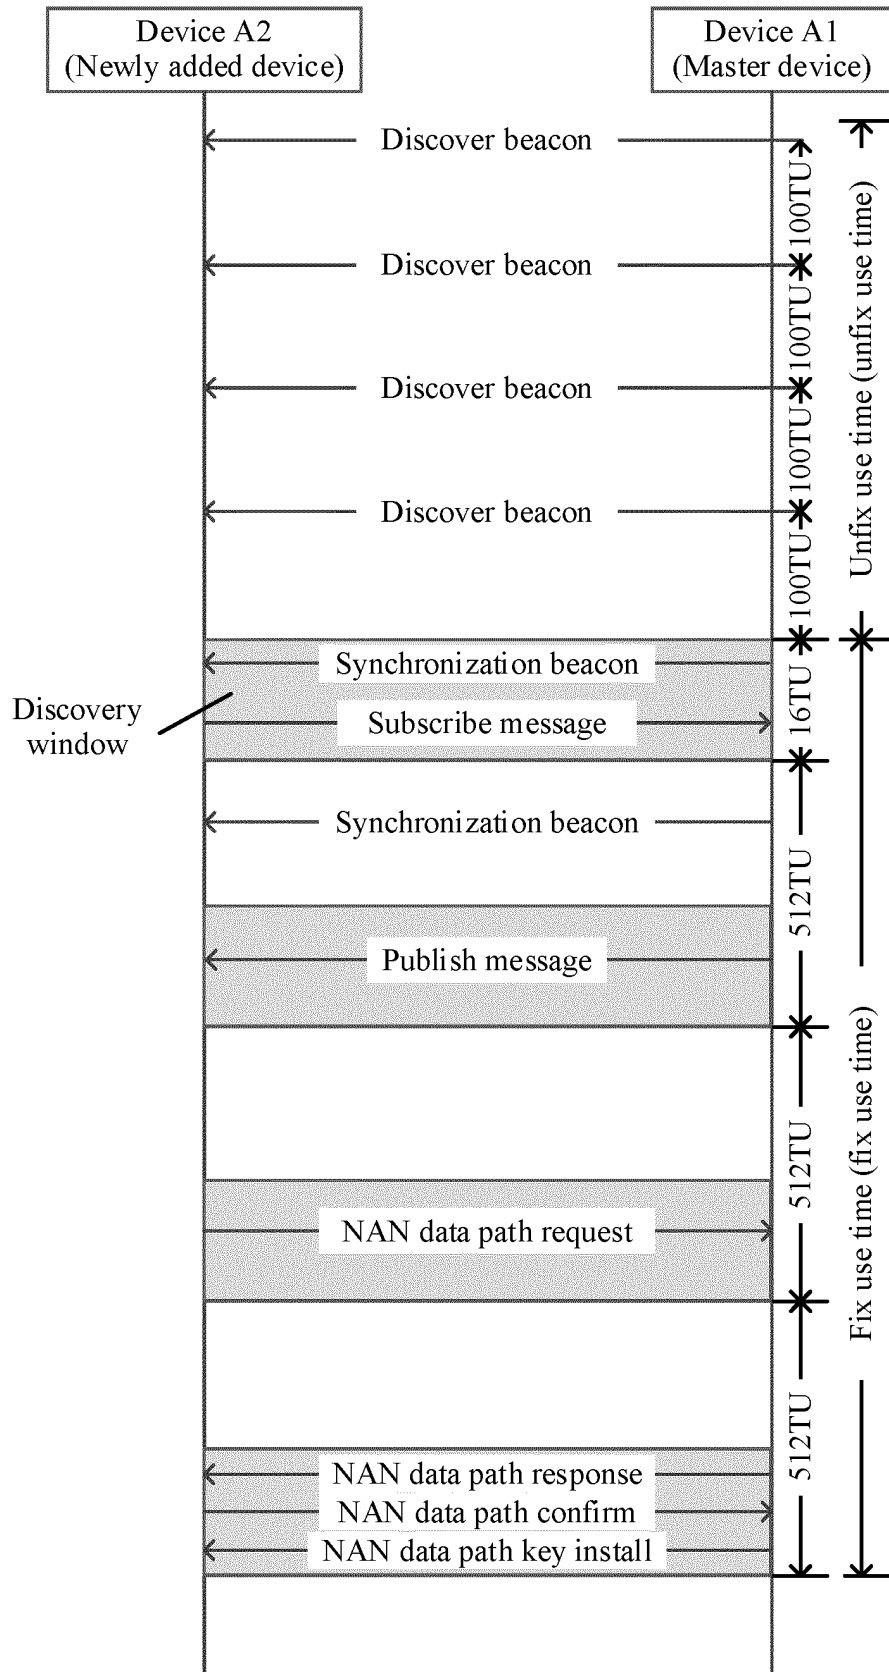 Device A2
(Newly added device)
Device A1
(Master device)
Discover beacon
100TU
Discover beacon
100TU
Discover beacon
100TU
Discover beacon
100TU
Unfix use time (unfix use time)
Synchronization beacon
Discovery
window
Subscribe message
16TU
Synchronization beacon
512TU
Publish message
NAN data path request
512TU
Fix use time (fix use time)
NAN data path response
NAN data path confirm
NAN data path key install
512TU